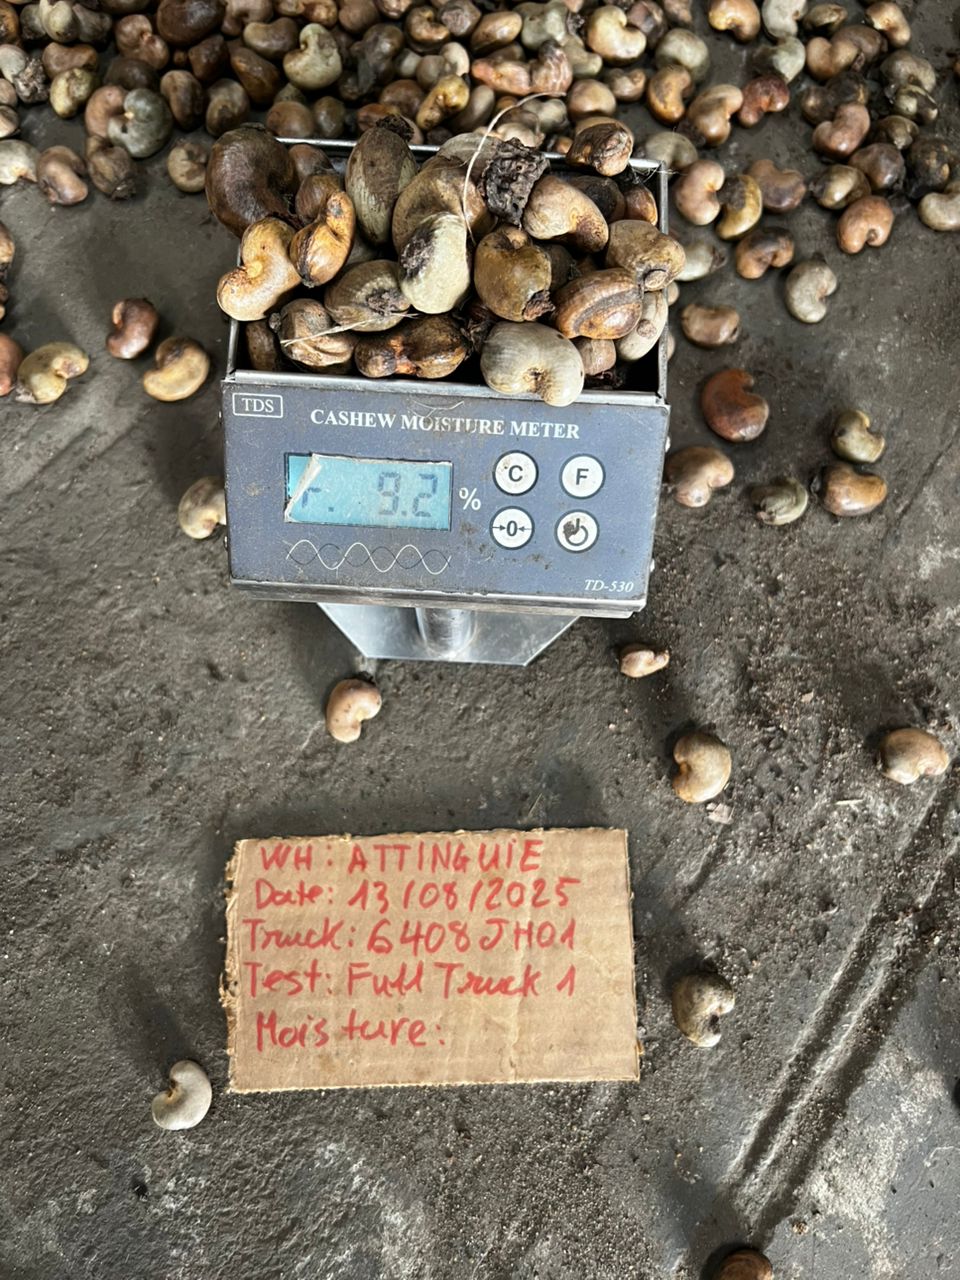 TDS
CASHEW MOISTURE METER
r. 9.2 %
C F
→0←
TD-530
WH: ATTINGUIE
Date: 13/08/2025
Truck: 6408JH01
Test: Full Truck 1
Moisture: